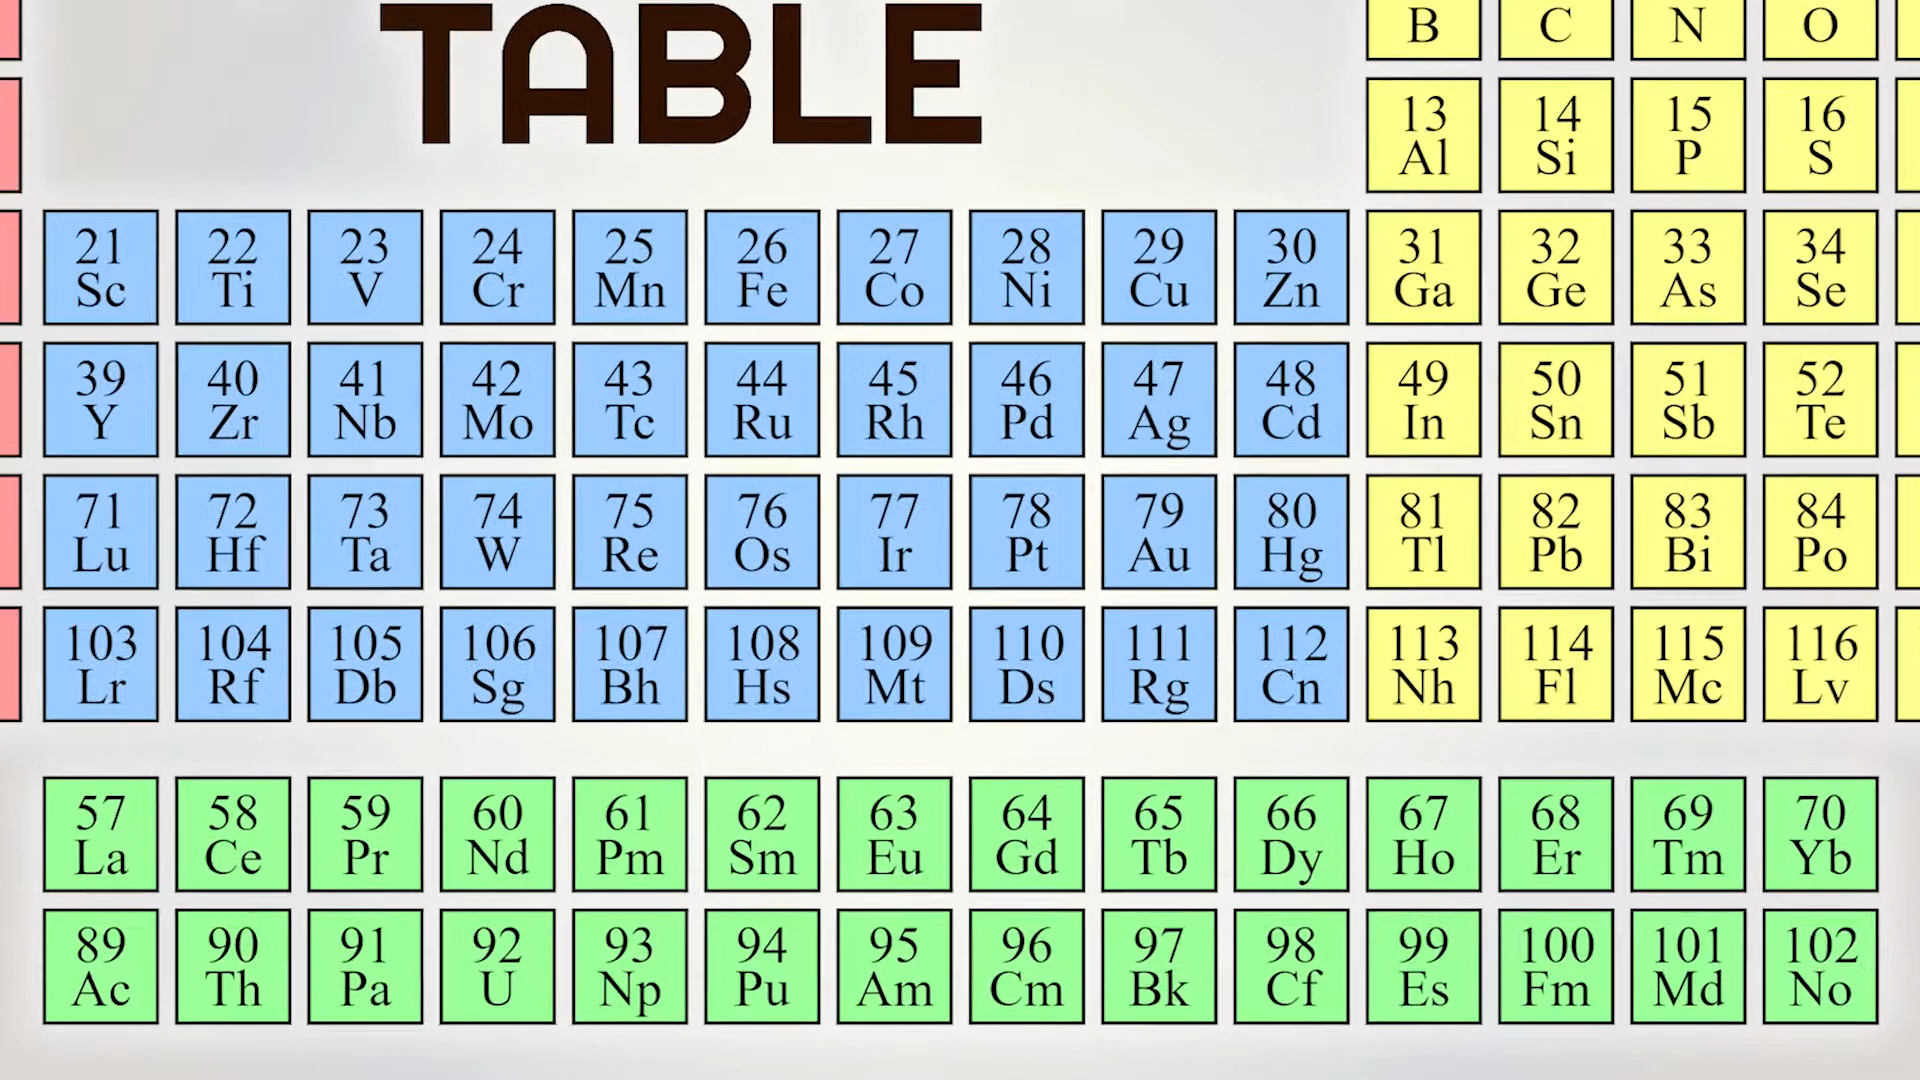 TABLE
B C N O
13 14 15 16
Al Si P S
21 22 23 24 25 26 27 28 29 30 31 32 33 34
Sc Ti V Cr Mn Fe Co Ni Cu Zn Ga Ge As Se
39 40 41 42 43 44 45 46 47 48 49 50 51 52
Y Zr Nb Mo Tc Ru Rh Pd Ag Cd In Sn Sb Te
71 72 73 74 75 76 77 78 79 80 81 82 83 84
Lu Hf Ta W Re Os Ir Pt Au Hg Tl Pb Bi Po
103 104 105 106 107 108 109 110 111 112 113 114 115 116
Lr Rf Db Sg Bh Hs Mt Ds Rg Cn Nh Fl Mc Lv
57 58 59 60 61 62 63 64 65 66 67 68 69 70
La Ce Pr Nd Pm Sm Eu Gd Tb Dy Ho Er Tm Yb
89 90 91 92 93 94 95 96 97 98 99 100 101 102
Ac Th Pa U Np Pu Am Cm Bk Cf Es Fm Md No